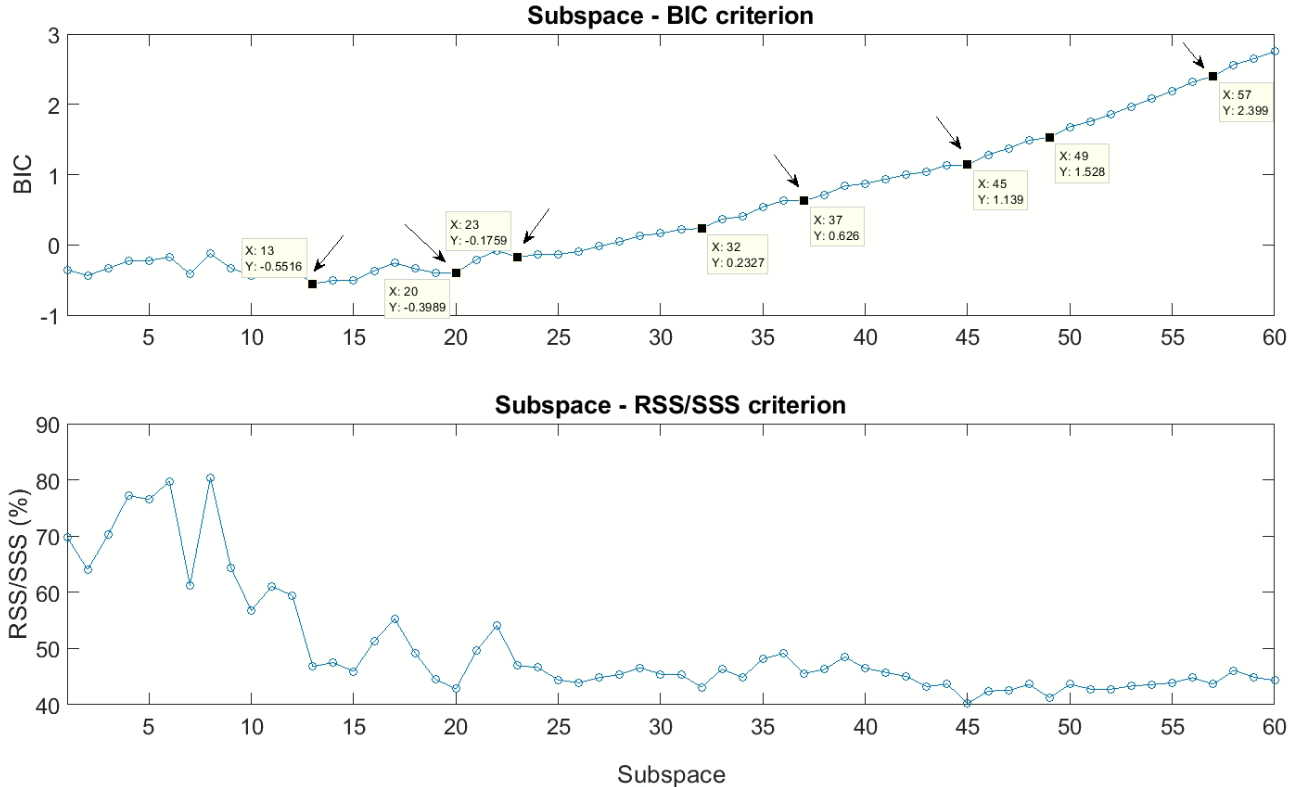 Subspace - BIC criterion
3
2
1
0
-1
BIC
X: 13
Y: -0.5516
X: 20
Y: -0.3989
X: 23
Y: -0.1759
X: 32
Y: 0.2327
X: 37
Y: 0.626
X: 45
Y: 1.139
X: 49
Y: 1.528
X: 57
Y: 2.399
5 10 15 20 25 30 35 40 45 50 55 60
Subspace - RSS/SSS criterion
90
80
70
60
50
40
RSS/SSS (%)
5 10 15 20 25 30 35 40 45 50 55 60
Subspace